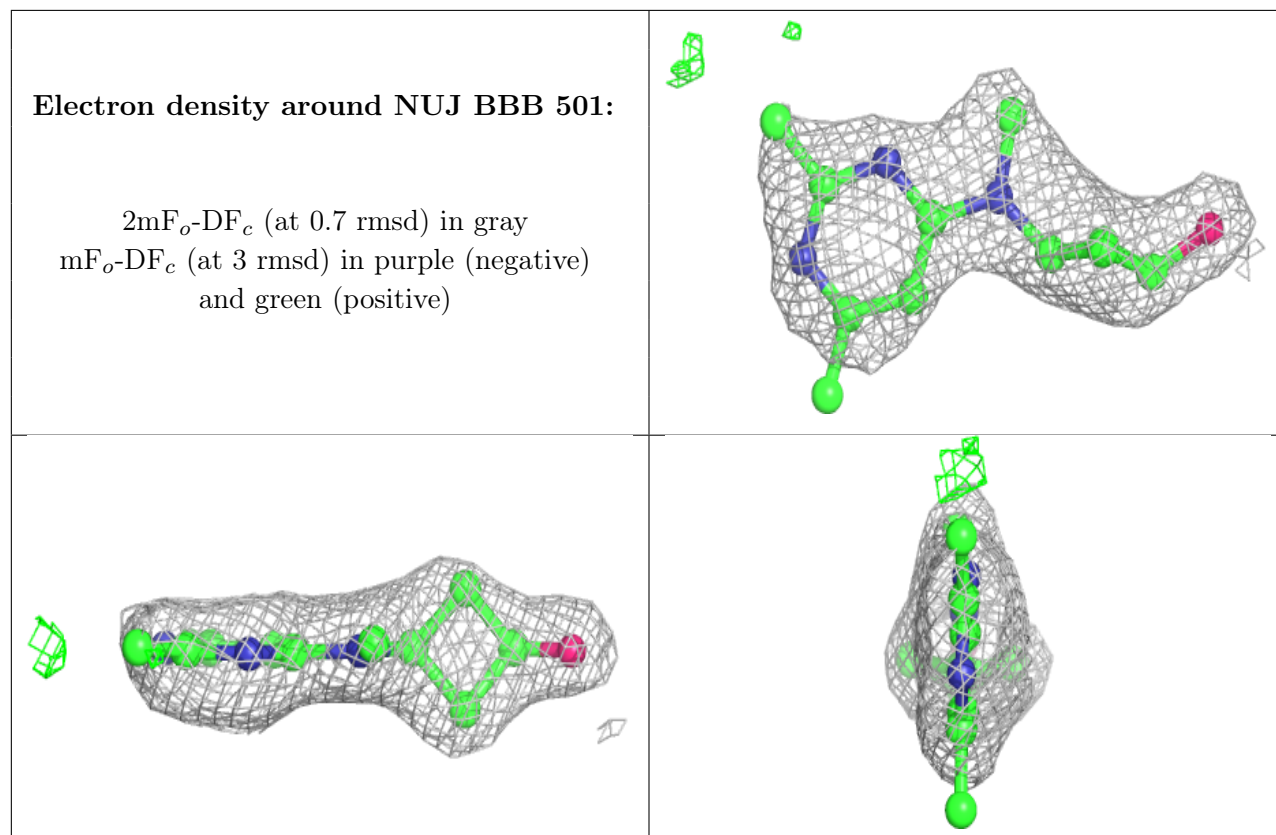 Electron density around NUJ BBB 501:
2mFo-DFc (at 0.7 rmsd) in gray
mFo-DFc (at 3 rmsd) in purple (negative)
and green (positive)